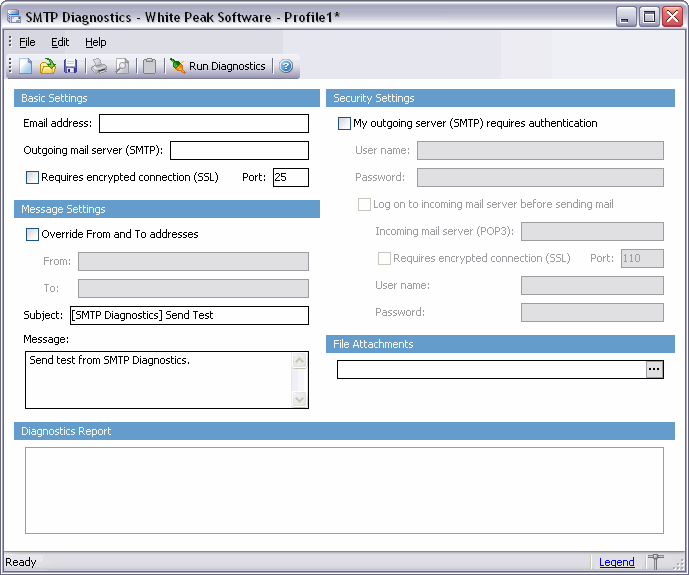 SMTP Diagnostics - White Peak Software - Profile1*
File Edit Help
Run Diagnostics
Basic Settings
Email address:
Outgoing mail server (SMTP):
Requires encrypted connection (SSL) Port: 25
Message Settings
Override From and To addresses
From:
To:
Subject: [SMTP Diagnostics] Send Test
Message:
Send test from SMTP Diagnostics.
Security Settings
My outgoing server (SMTP) requires authentication
User name:
Password:
Log on to incoming mail server before sending mail
Incoming mail server (POP3):
Requires encrypted connection (SSL) Port: 110
User name:
Password:
File Attachments
...
Diagnostics Report
Ready Legend